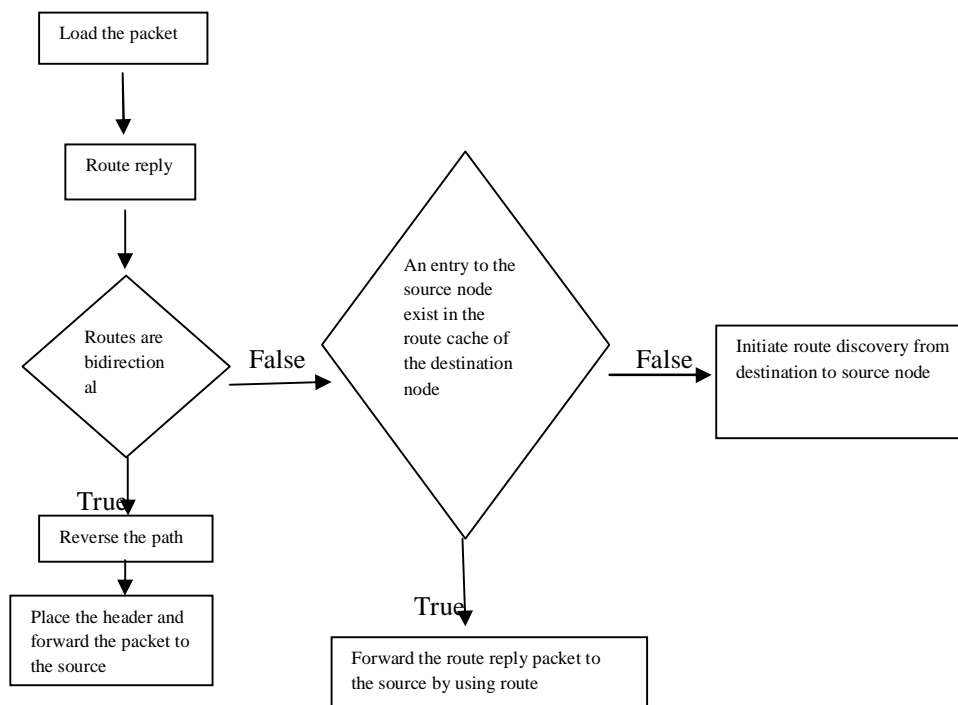 Load the packet
Route reply
Routes are
bidirection
al
False
An entry to the
source node
exist in the
route cache of
the destination
node
False
Initiate route discovery from
destination to source node
True
Reverse the path
Place the header and
forward the packet to
the source
True
Forward the route reply packet to
the source by using route